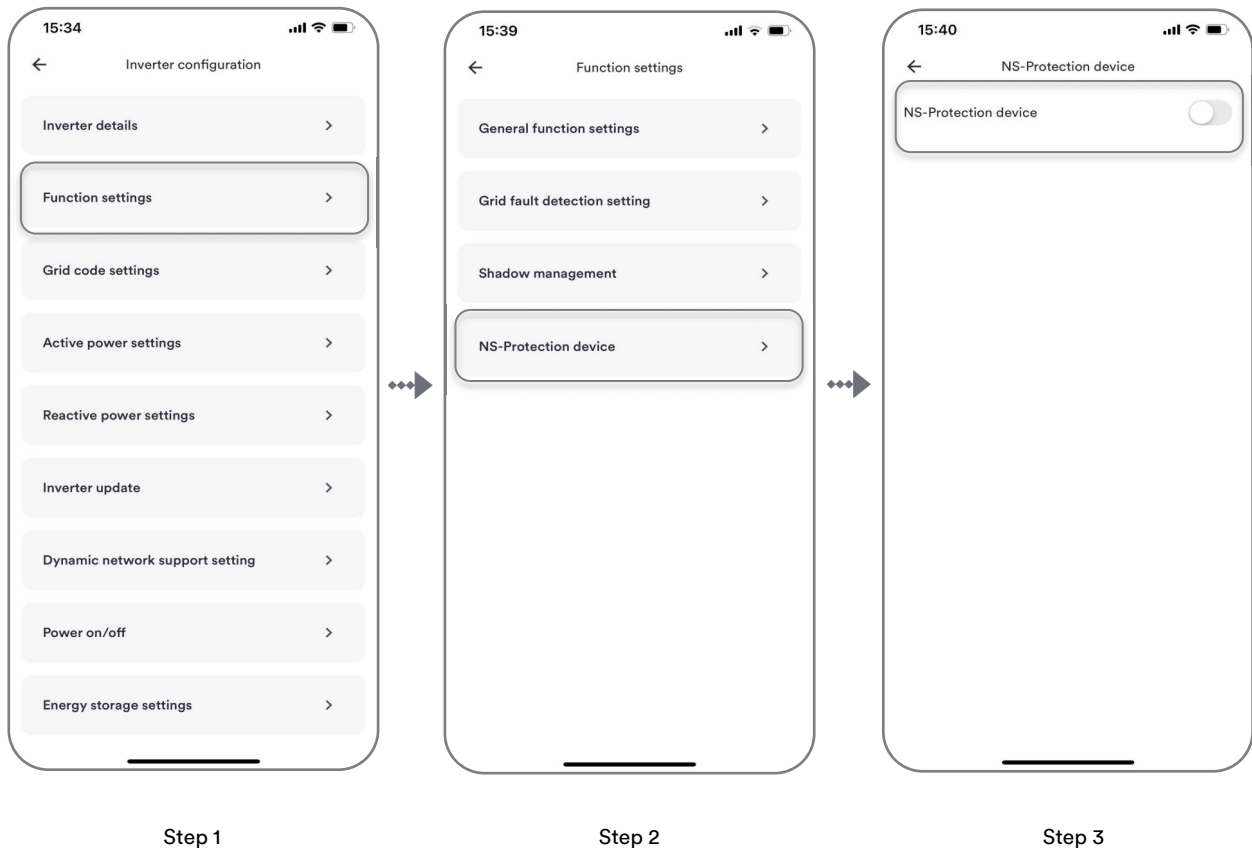 15:34
Inverter configuration
Inverter details
Function settings
Grid code settings
Active power settings
Reactive power settings
Inverter update
Dynamic network support setting
Power on/off
Energy storage settings
Step 1
15:39
Function settings
General function settings
Grid fault detection setting
Shadow management
NS-Protection device
Step 2
15:40
NS-Protection device
NS-Protection device
Step 3